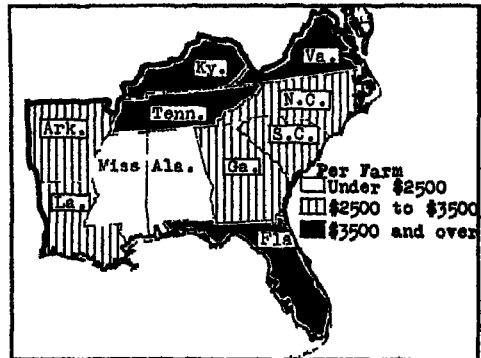 Ky.
Va.
Tenn.
N.C.
Ark.
S.C.
Miss Ala.
Ga.
La.
Fla
Per Farm
Under $2500
$2500 to $3500
$3500 and over